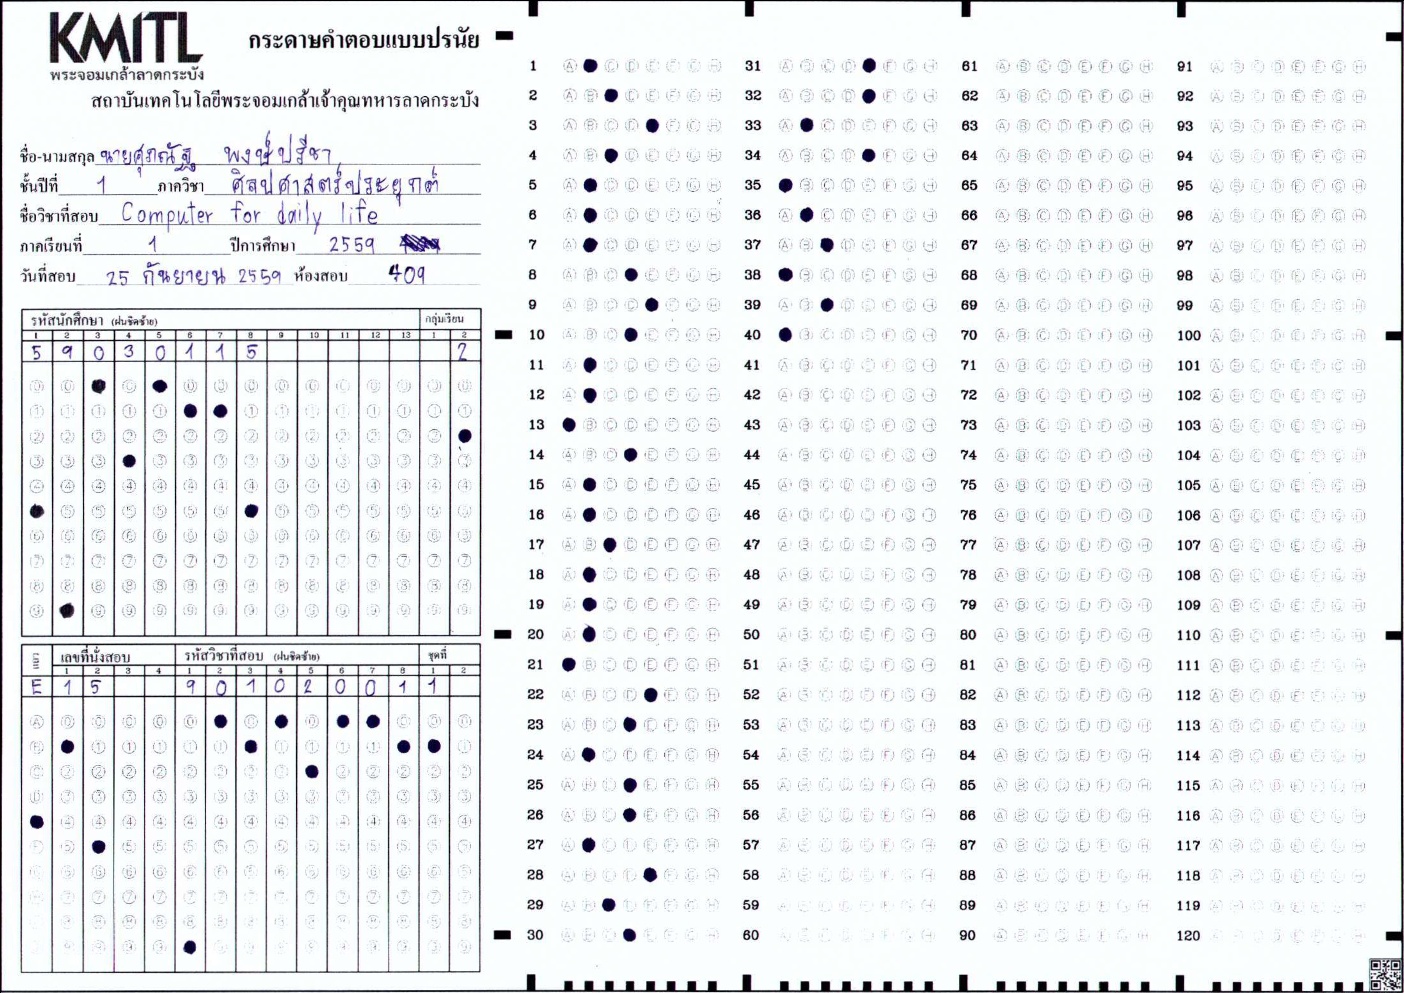 KMITL
พระจอมเกล้าลาดกระบัง
กระดาษคำตอบแบบปรนัย
สถาบันเทคโนโลยีพระจอมเกล้าเจ้าคุณทหารลาดกระบัง
ชื่อ-นามสกุล นายศุภณัฐ พงษ์ปรีชา
ชั้นปีที่ 1 ภาควิชา ศิลปศาสตร์ประยุกต์
ชื่อวิชาที่สอบ Computer for daily life
ภาคเรียนที่ 1 ปีการศึกษา 2559
วันที่สอบ 25 กันยายน 2559 ห้องสอบ 409
รหัสนักศึกษา (ฝนชิดซ้าย) กลุ่มเรียน
1 2 3 4 5 6 7 8 9 10 11 12 13 1 2
5 9 0 3 0 1 1 5 2
แถว เลขที่นั่งสอบ รหัสวิชาที่สอบ (ฝนชิดซ้าย) ชุดที่
1 2 3 4 1 2 3 4 5 6 7 8 1 2
E 1 5 9 0 1 0 2 0 0 1 1
1 A C D E F G H 31 A B C D F G H 61 A B C D E F G H 91 A B C D E F G H
2 A B D E F G H 32 A B C D F G H 62 A B C D E F G H 92 A B C D E F G H
3 A B C D F G H 33 A C D E F G H 63 A B C D E F G H 93 A B C D E F G H
4 A B D E F G H 34 A B C D F G H 64 A B C D E F G H 94 A B C D E F G H
5 A C D E F G H 35 B C D E F G H 65 A B C D E F G H 95 A B C D E F G H
6 A C D E F G H 36 A C D E F G H 66 A B C D E F G H 96 A B C D E F G H
7 A C D E F G H 37 A B D E F G H 67 A B C D E F G H 97 A B C D E F G H
8 A B C E F G H 38 B C D E F G H 68 A B C D E F G H 98 A B C D E F G H
9 A B C D F G H 39 A B D E F G H 69 A B C D E F G H 99 A B C D E F G H
10 A B C E F G H 40 B C D E F G H 70 A B C D E F G H 100 A B C D E F G H
11 A C D E F G H 41 A B C D E F G H 71 A B C D E F G H 101 A B C D E F G H
12 A C D E F G H 42 A B C D E F G H 72 A B C D E F G H 102 A B C D E F G H
13 B C D E F G H 43 A B C D E F G H 73 A B C D E F G H 103 A B C D E F G H
14 A B C E F G H 44 A B C D E F G H 74 A B C D E F G H 104 A B C D E F G H
15 A C D E F G H 45 A B C D E F G H 75 A B C D E F G H 105 A B C D E F G H
16 A C D E F G H 46 A B C D E F G H 76 A B C D E F G H 106 A B C D E F G H
17 A B D E F G H 47 A B C D E F G H 77 A B C D E F G H 107 A B C D E F G H
18 A C D E F G H 48 A B C D E F G H 78 A B C D E F G H 108 A B C D E F G H
19 A C D E F G H 49 A B C D E F G H 79 A B C D E F G H 109 A B C D E F G H
20 A C D E F G H 50 A B C D E F G H 80 A B C D E F G H 110 A B C D E F G H
21 B C D E F G H 51 A B C D E F G H 81 A B C D E F G H 111 A B C D E F G H
22 A B C D F G H 52 A B C D E F G H 82 A B C D E F G H 112 A B C D E F G H
23 A B C E F G H 53 A B C D E F G H 83 A B C D E F G H 113 A B C D E F G H
24 A C D E F G H 54 A B C D E F G H 84 A B C D E F G H 114 A B C D E F G H
25 A B C E F G H 55 A B C D E F G H 85 A B C D E F G H 115 A B C D E F G H
26 A B C E F G H 56 A B C D E F G H 86 A B C D E F G H 116 A B C D E F G H
27 A C D E F G H 57 A B C D E F G H 87 A B C D E F G H 117 A B C D E F G H
28 A B C D F G H 58 A B C D E F G H 88 A B C D E F G H 118 A B C D E F G H
29 A B D E F G H 59 A B C D E F G H 89 A B C D E F G H 119 A B C D E F G H
30 A B C E F G H 60 A B C D E F G H 90 A B C D E F G H 120 A B C D E F G H